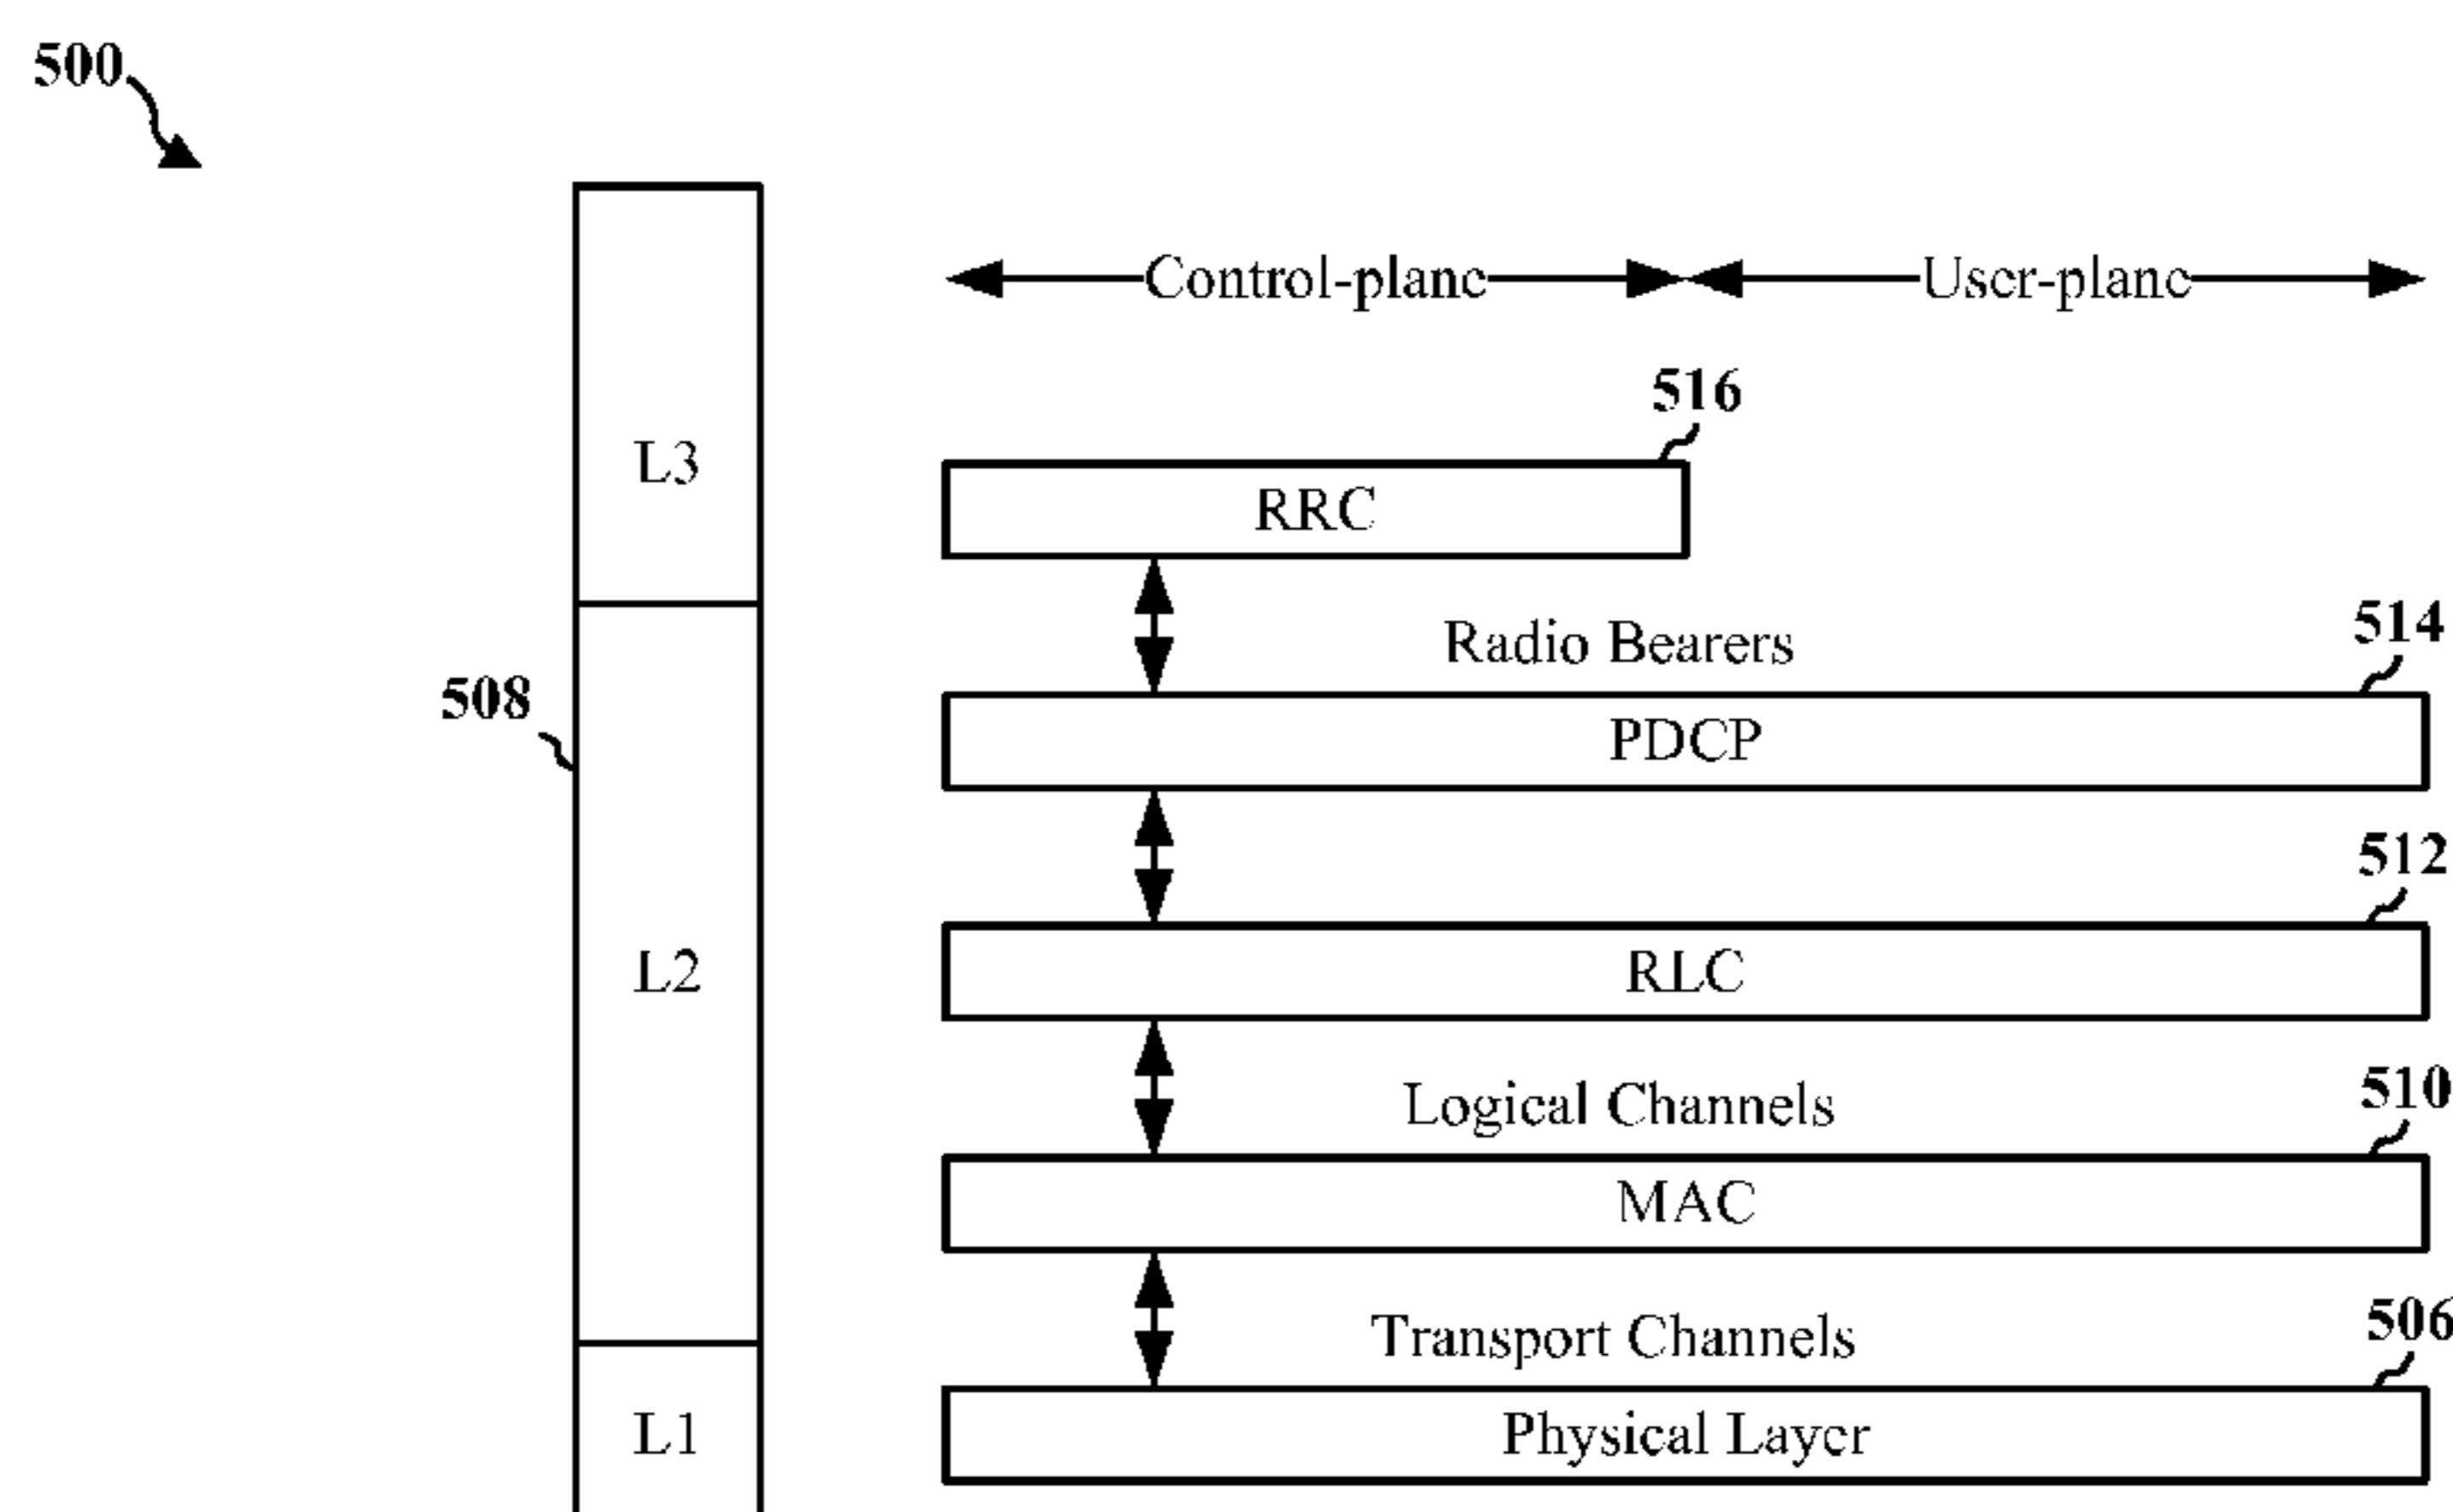 500
Control-plane User-plane
516
L3
RRC
514
Radio Bearers
508
PDCP
512
L2
RLC
510
Logical Channels
MAC
506
Transport Channels
L1
Physical Layer